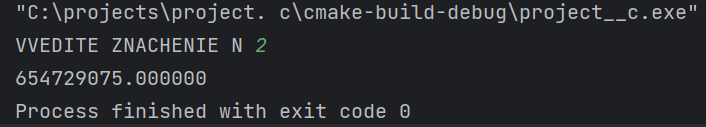 "C:\projects\project. c\cmake-build-debug\project__c.exe"
VVEDITE ZNACHENIE N 2
654729075.000000
Process finished with exit code 0